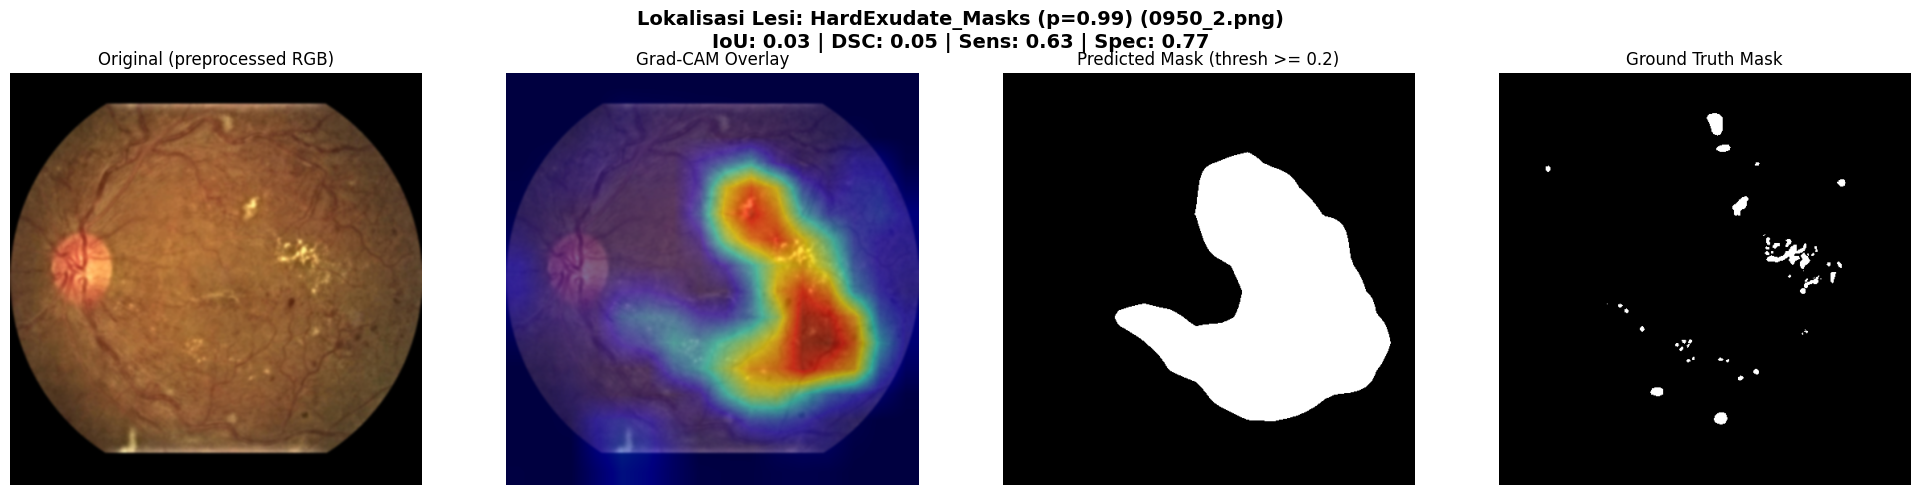 Lokalisasi Lesi: HardExudate_Masks (p=0.99) (0950_2.png)
IoU: 0.03 | DSC: 0.05 | Sens: 0.63 | Spec: 0.77
Original (preprocessed RGB)
Grad-CAM Overlay
Predicted Mask (thresh >= 0.2)
Ground Truth Mask